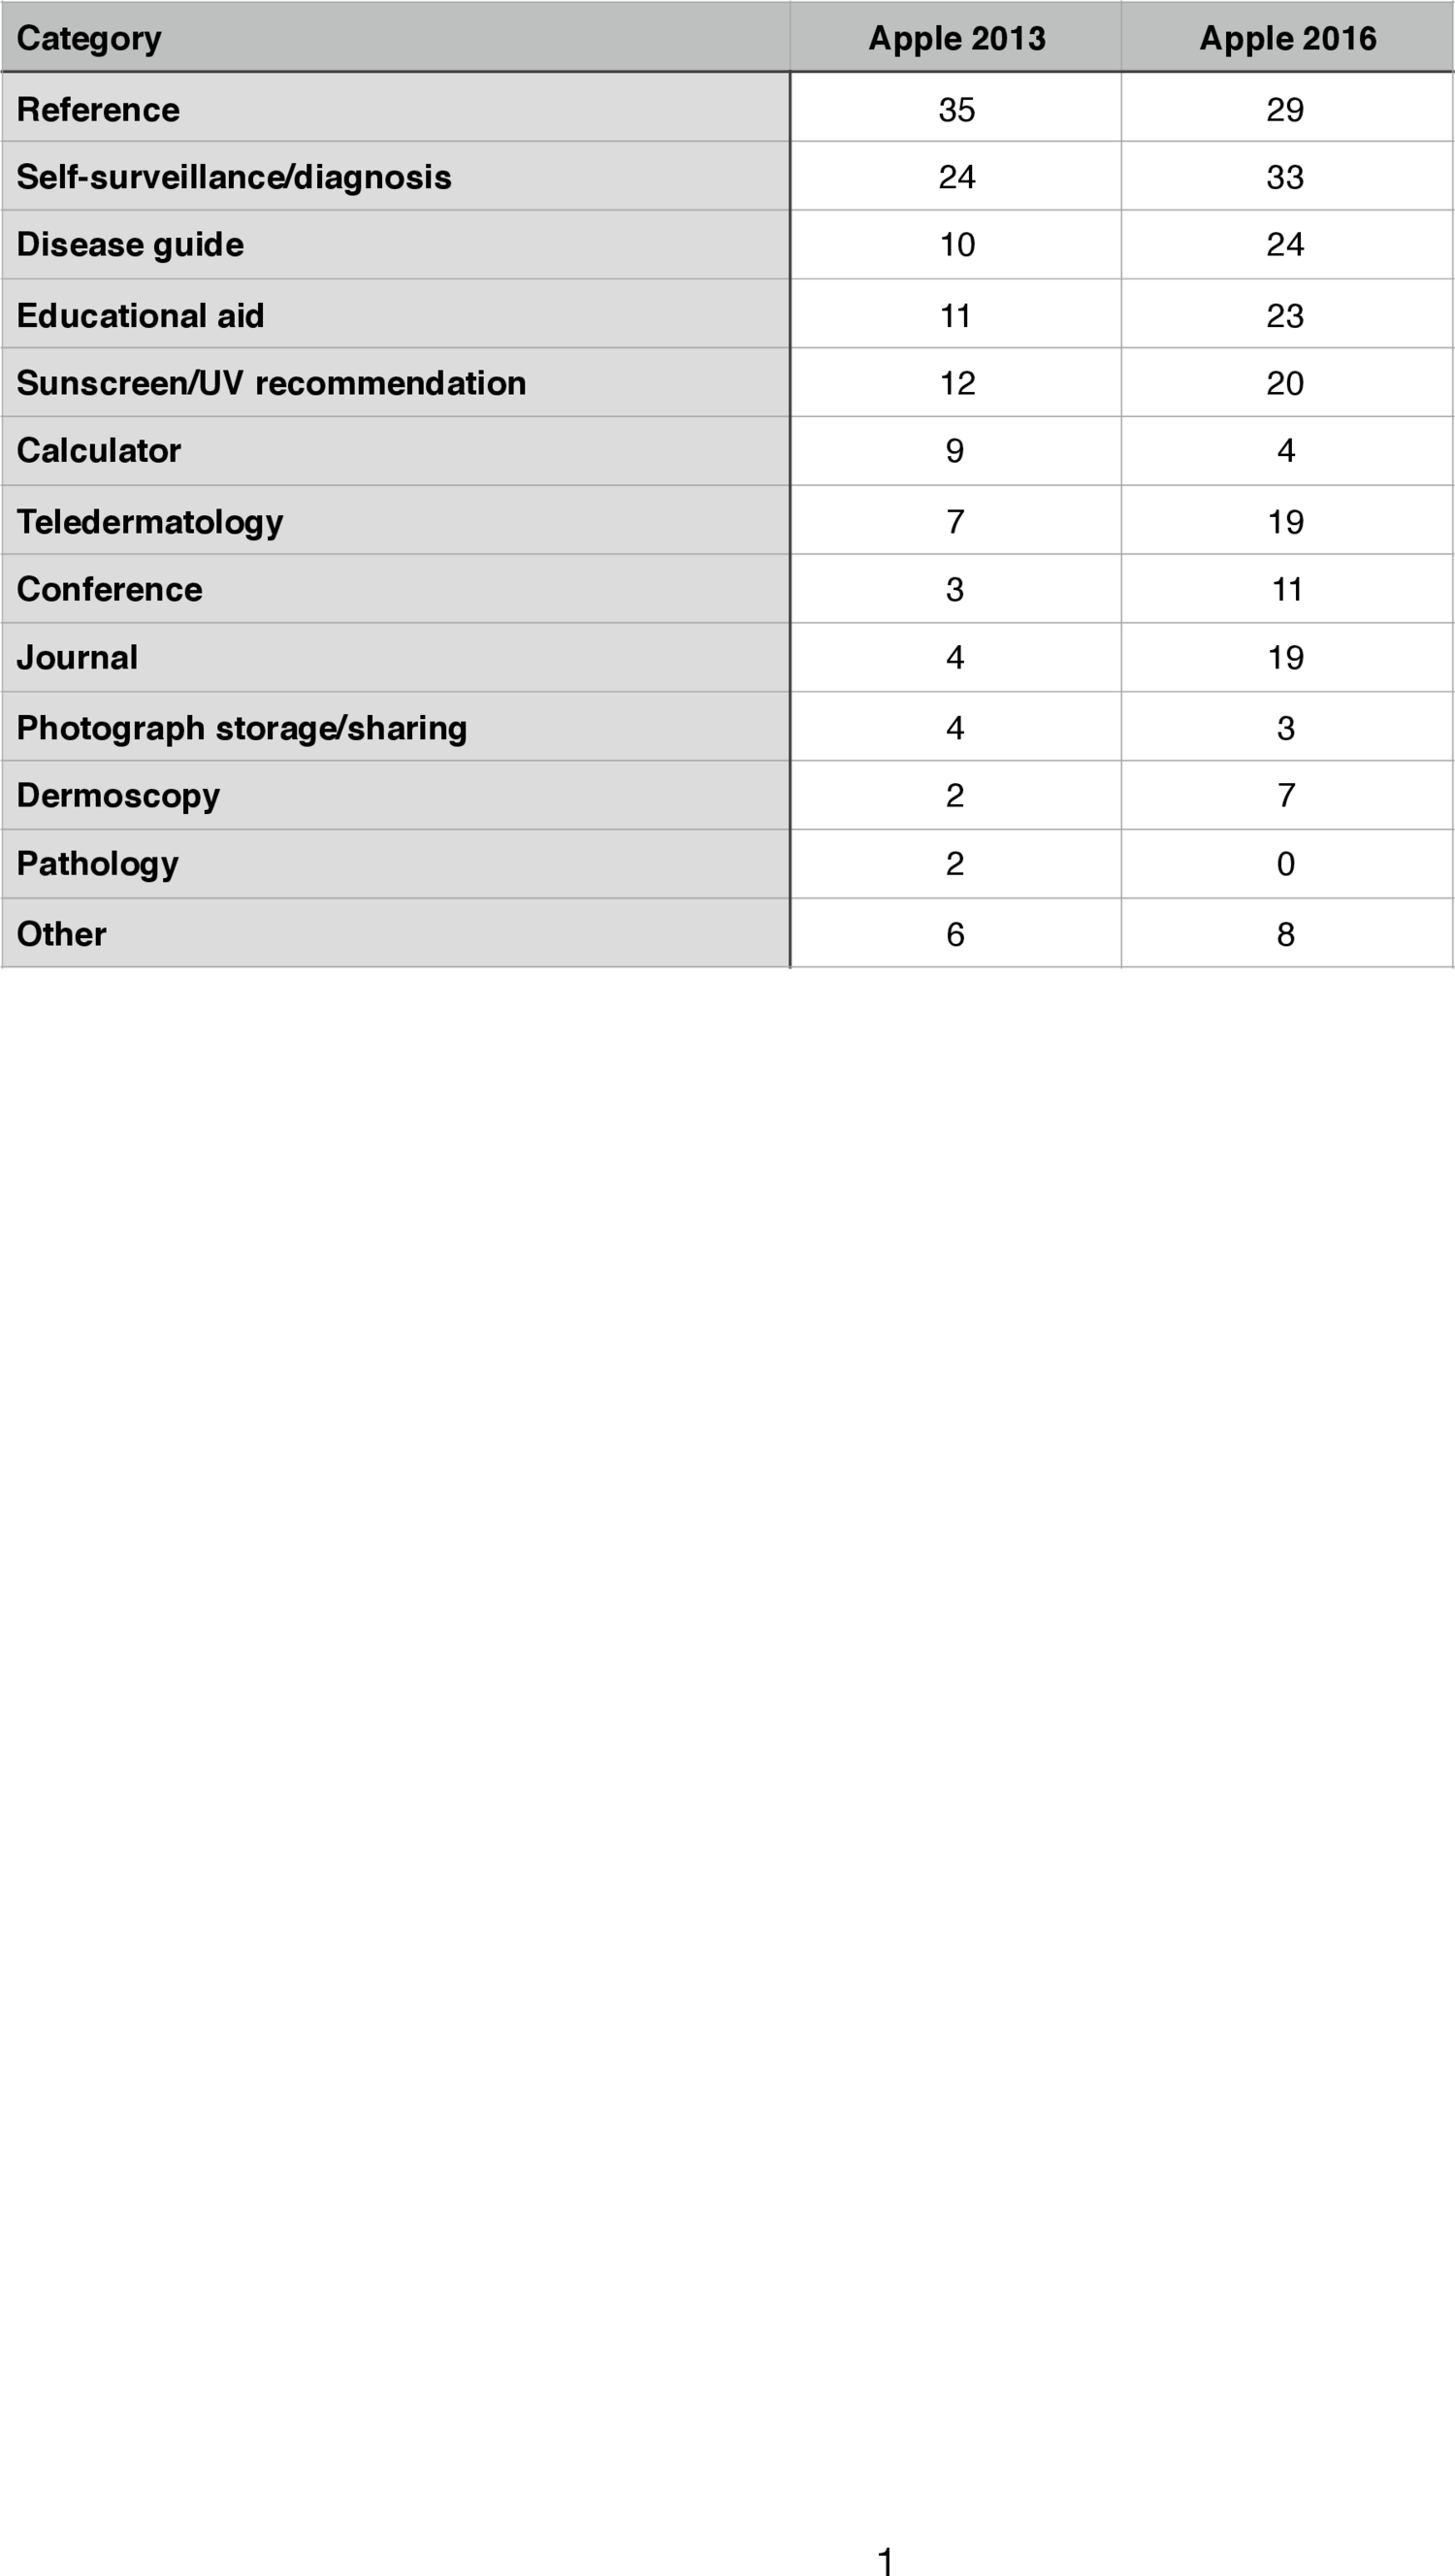 Category Apple 2013 Apple 2016
Reference 35 29
Self-surveillance/diagnosis 24 33
Disease guide 10 24
Educational aid 11 23
Sunscreen/UV recommendation 12 20
Calculator 9 4
Teledermatology 7 19
Conference 3 11
Journal 4 19
Photograph storage/sharing 4 3
Dermoscopy 2 7
Pathology 2 0
Other 6 8
1